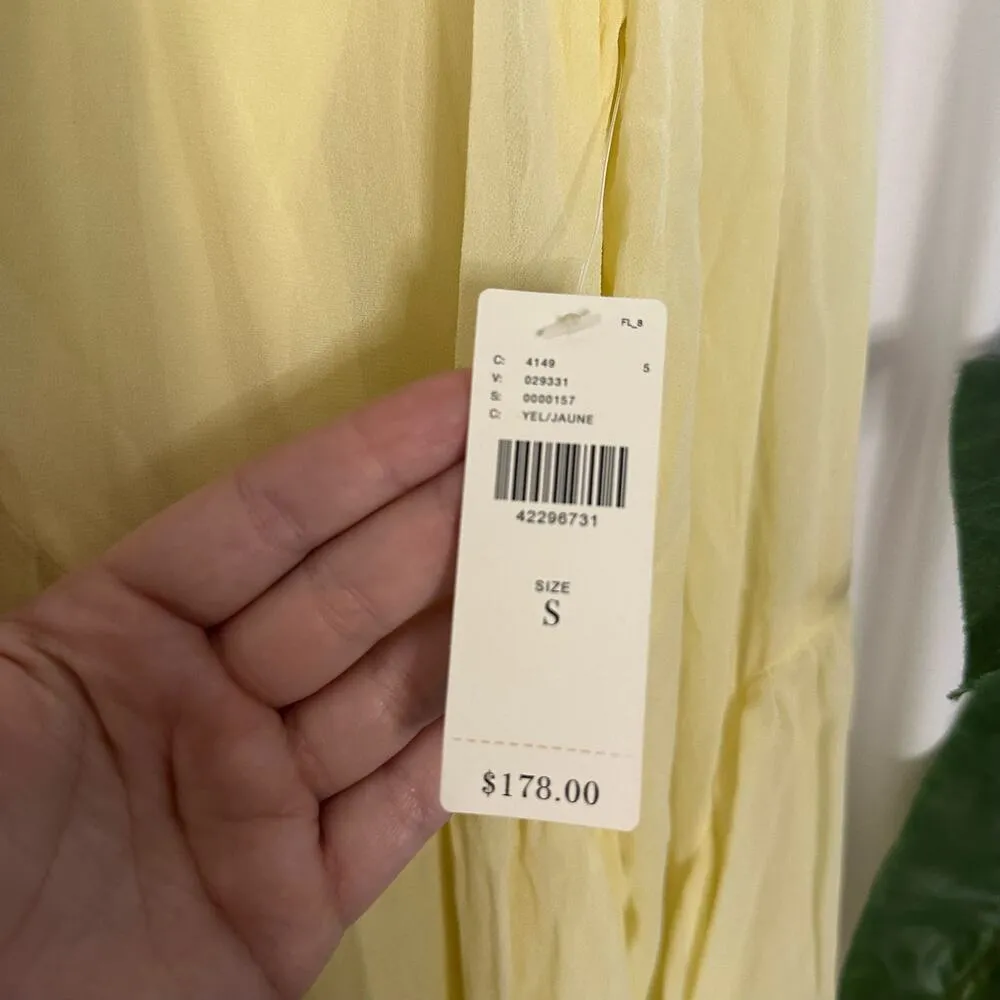 FL_8
C: 4149 5
V: 029331
S: 0000157
C: YEL/JAUNE
42296731
SIZE
S
$178.00